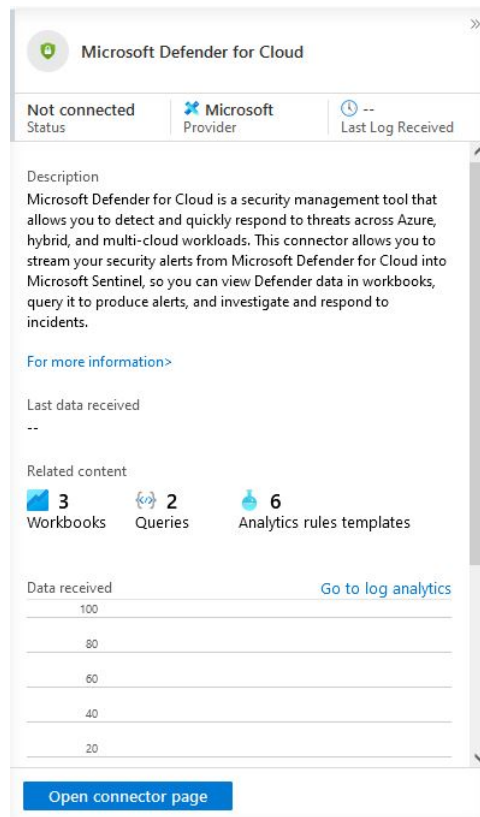 »
Microsoft Defender for Cloud
Not connected
Status
Microsoft
Provider
--
Last Log Received
Description
Microsoft Defender for Cloud is a security management tool that
allows you to detect and quickly respond to threats across Azure,
hybrid, and multi-cloud workloads. This connector allows you to
stream your security alerts from Microsoft Defender for Cloud into
Microsoft Sentinel, so you can view Defender data in workbooks,
query it to produce alerts, and investigate and respond to
incidents.
For more information>
Last data received
--
Related content
3
Workbooks
2
Queries
6
Analytics rules templates
Data received
Go to log analytics
100
80
60
40
20
Open connector page